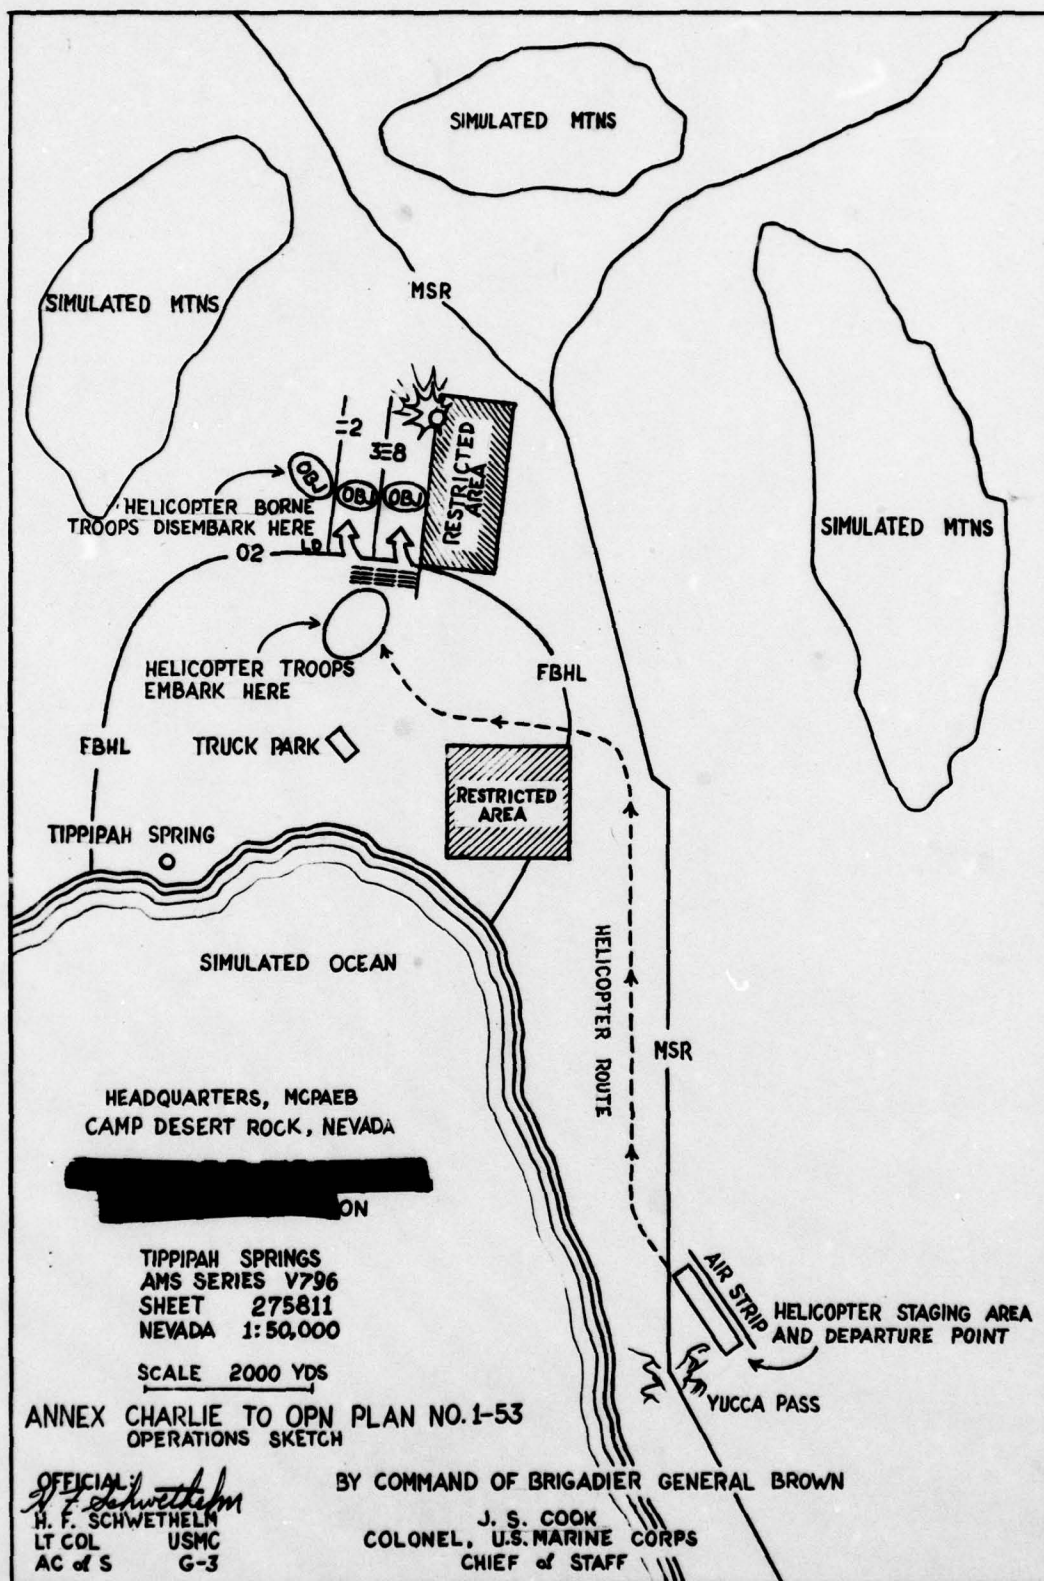 SIMULATED MTNS
SIMULATED MTNS
MSR
=2
3≡8
RESTRICTED
AREA
OBJ
OBJ
OBJ
HELICOPTER BORNE
TROOPS DISEMBARK HERE
SIMULATED MTNS
LD
02
HELICOPTER TROOPS
EMBARK HERE
FBHL
FBHL
TRUCK PARK
RESTRICTED
AREA
TIPPIPAH SPRING
SIMULATED OCEAN
HELICOPTER ROUTE
MSR
HEADQUARTERS, MCPAEB
CAMP DESERT ROCK, NEVADA
ON
TIPPIPAH SPRINGS
AMS SERIES V796
SHEET 275811
NEVADA 1:50,000
AIR STRIP
HELICOPTER STAGING AREA
AND DEPARTURE POINT
SCALE 2000 YDS
YUCCA PASS
ANNEX CHARLIE TO OPN PLAN NO. 1-53
OPERATIONS SKETCH
OFFICIAL:
H. F. Schwethelm
H. F. SCHWETHELM
LT COL USMC
AC of S G-3
BY COMMAND OF BRIGADIER GENERAL BROWN
J. S. COOK
COLONEL, U.S. MARINE CORPS
CHIEF of STAFF